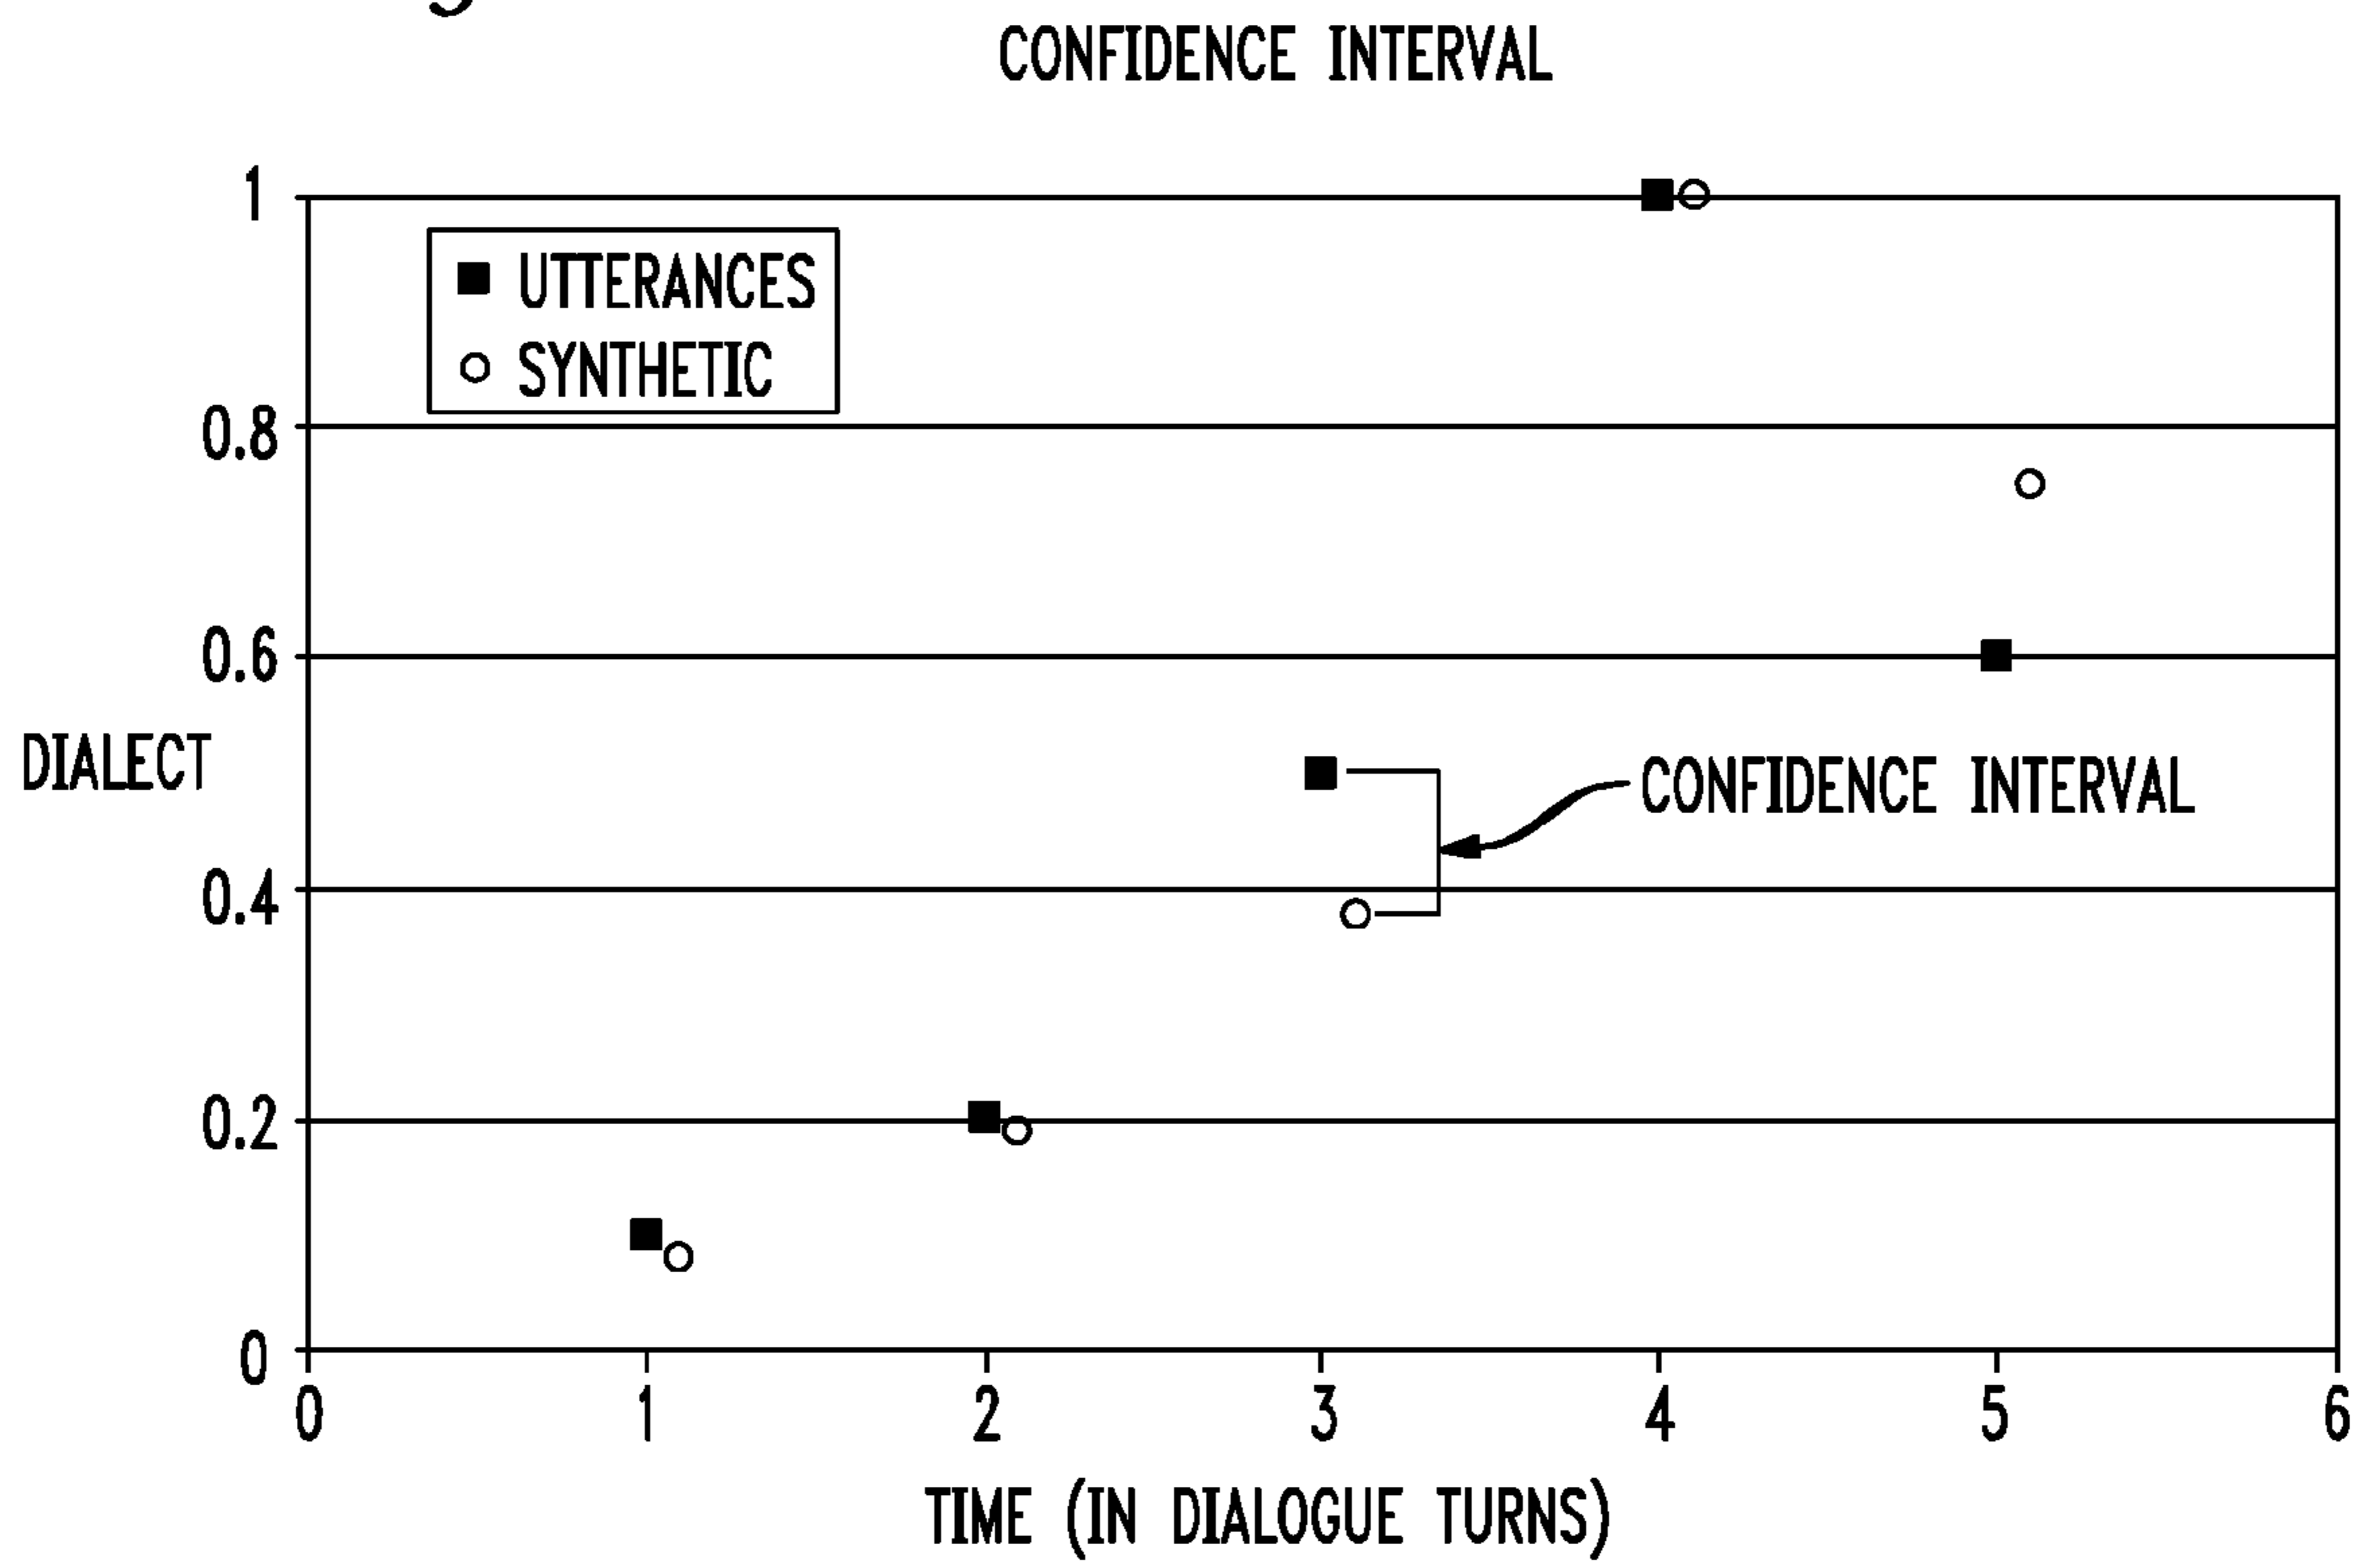 CONFIDENCE INTERVAL
1
UTTERANCES
SYNTHETIC
0.8
0.6
DIALECT
CONFIDENCE INTERVAL
0.4
0.2
0
0 1 2 3 4 5 6
TIME (IN DIALOGUE TURNS)